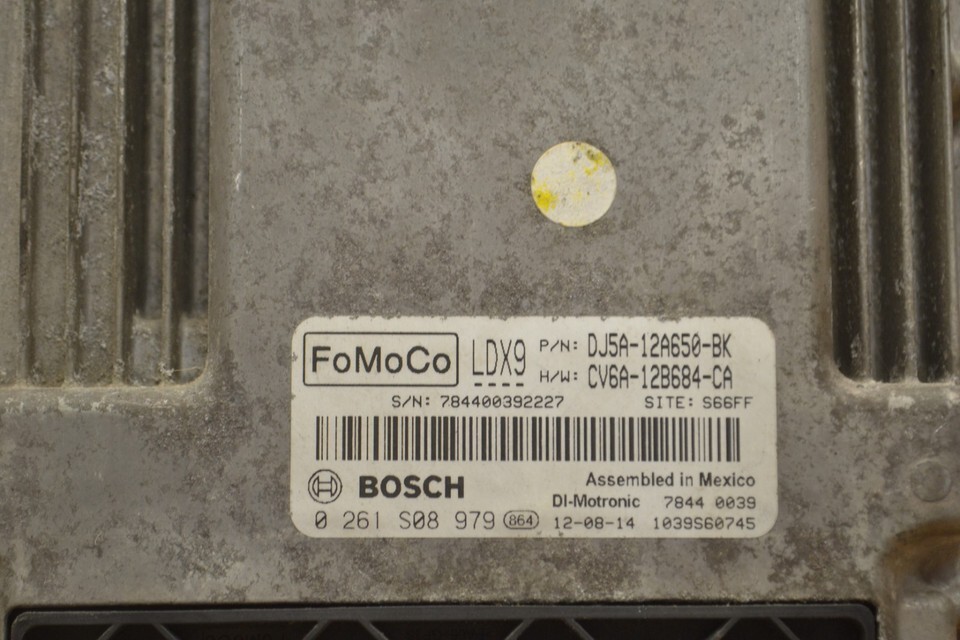 FoMoCo LDX9 P/N: DJ5A-12A650-BK
H/W: CV6A-12B684-CA
S/N: 784400392227 SITE: S66FF
BOSCH Assembled in Mexico
DI-Motronic 7844 0039
0 261 S08 979 864 12-08-14 1039S60745